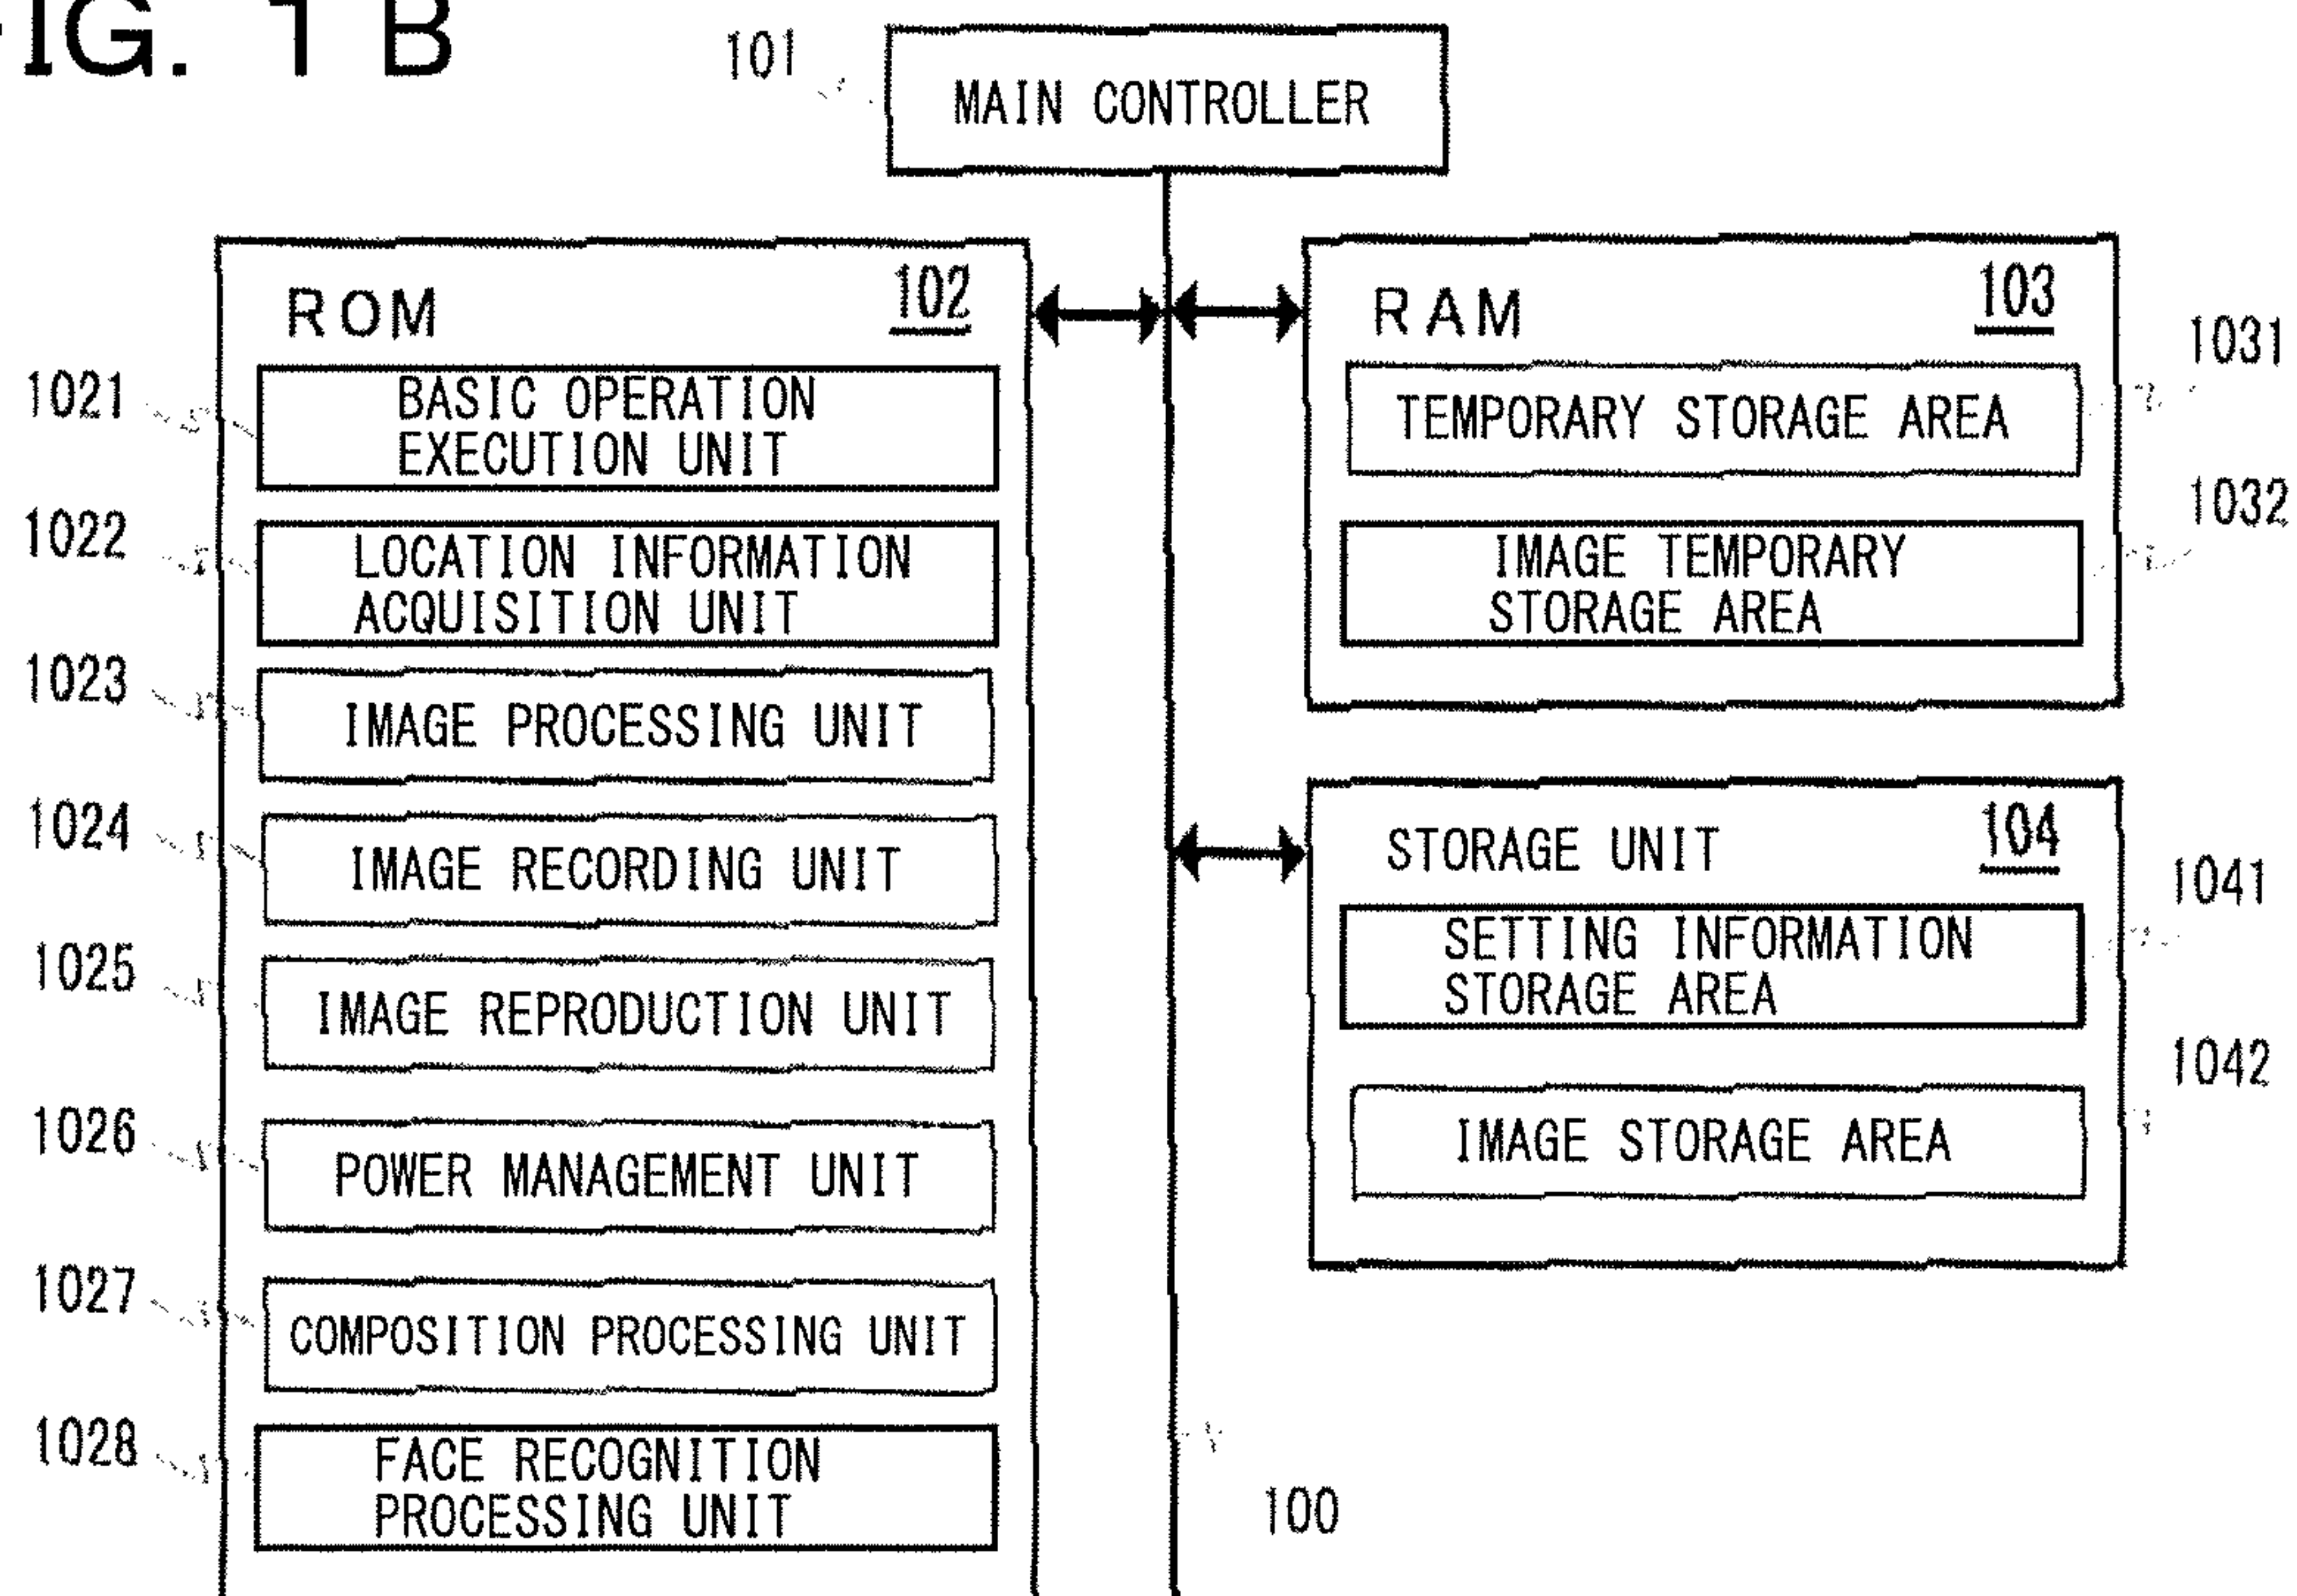 FIG. 1 B
101
MAIN CONTROLLER
ROM 102
1021
BASIC OPERATION
EXECUTION UNIT
1022
LOCATION INFORMATION
ACQUISITION UNIT
1023
IMAGE PROCESSING UNIT
1024
IMAGE RECORDING UNIT
1025
IMAGE REPRODUCTION UNIT
1026
POWER MANAGEMENT UNIT
1027
COMPOSITION PROCESSING UNIT
1028
FACE RECOGNITION
PROCESSING UNIT
RAM 103
1031
TEMPORARY STORAGE AREA
1032
IMAGE TEMPORARY
STORAGE AREA
STORAGE UNIT 104
1041
SETTING INFORMATION
STORAGE AREA
1042
IMAGE STORAGE AREA
100